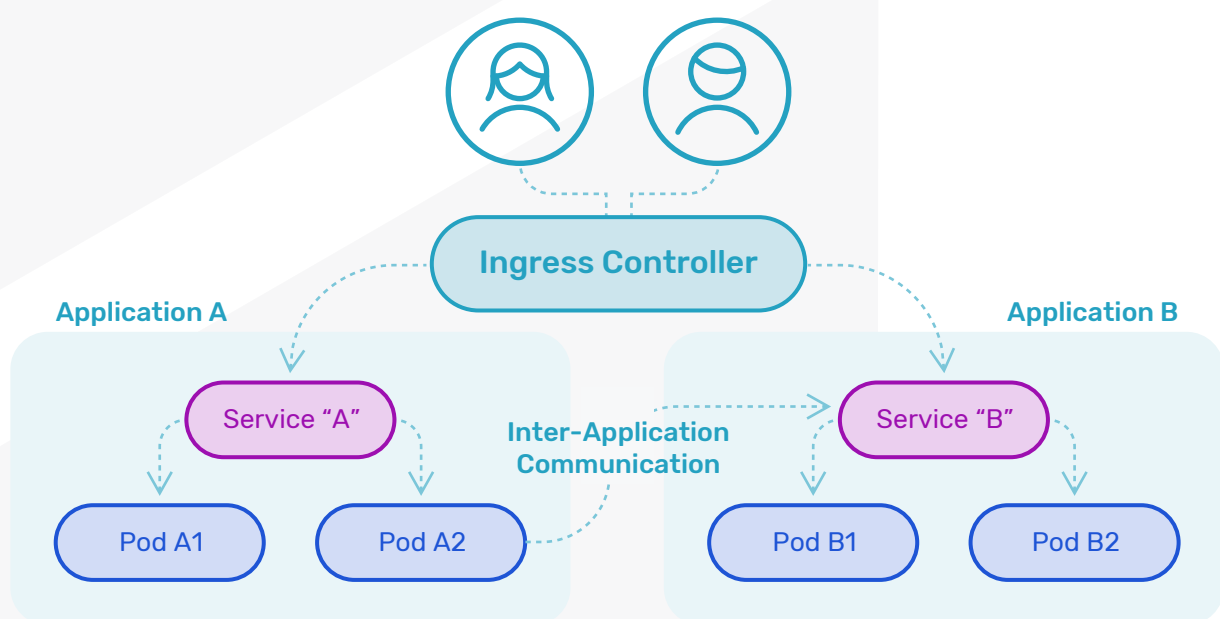 Ingress Controller
Application A
Application B
Service “A”
Service “B”
Inter-Application
Communication
Pod A1
Pod A2
Pod B1
Pod B2